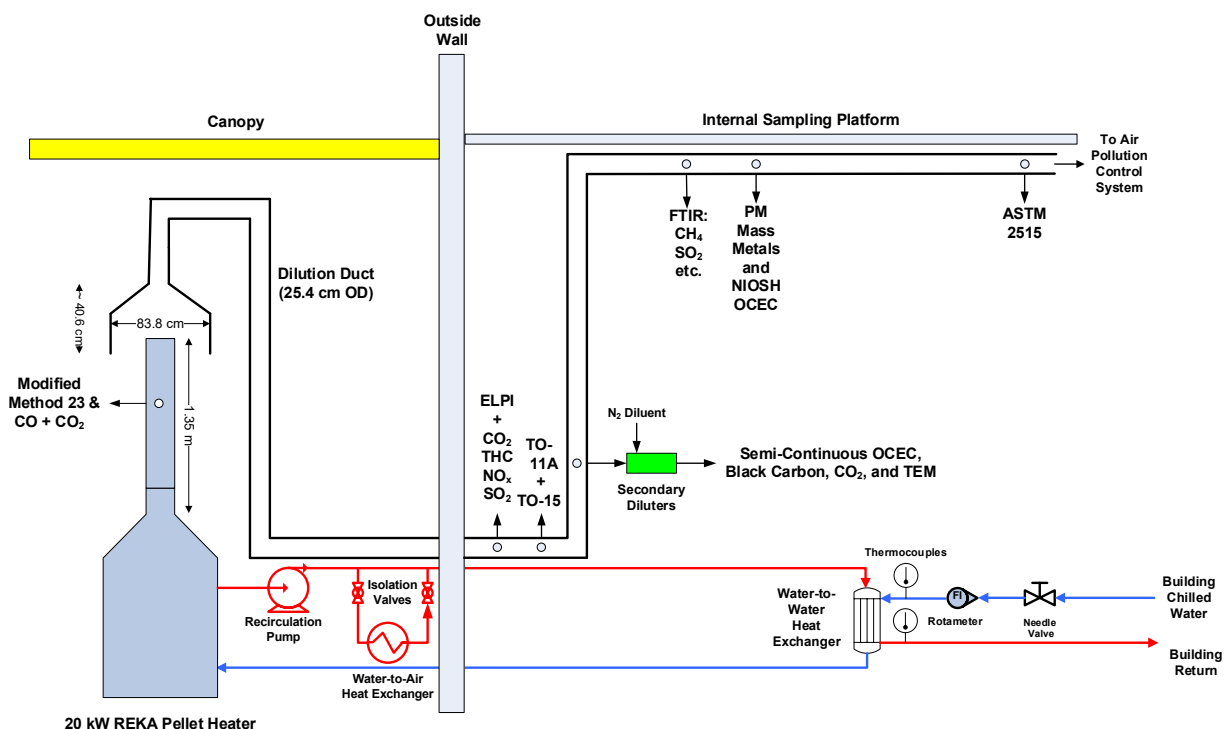 Outside
Wall
Canopy
Internal Sampling Platform
To Air
Pollution
Control
System
FTIR:
CH₄
SO₂
etc.
PM
Mass
Metals
and
NIOSH
OCEC
ASTM
2515
Dilution Duct
(25.4 cm OD)
~ 40.6 cm
83.8 cm
1.35 m
Modified
Method 23 &
CO + CO₂
ELPI
+
CO₂
THC
NOₓ
SO₂
TO-
11A
+
TO-15
N₂ Diluent
Secondary
Diluters
Semi-Continuous OCEC,
Black Carbon, CO₂, and TEM
Isolation
Valves
Recirculation
Pump
Water-to-Air
Heat Exchanger
Thermocouples
Water-to-
Water
Heat
Exchanger
FI
Rotameter
Needle
Valve
Building
Chilled
Water
Building
Return
20 kW REKA Pellet Heater